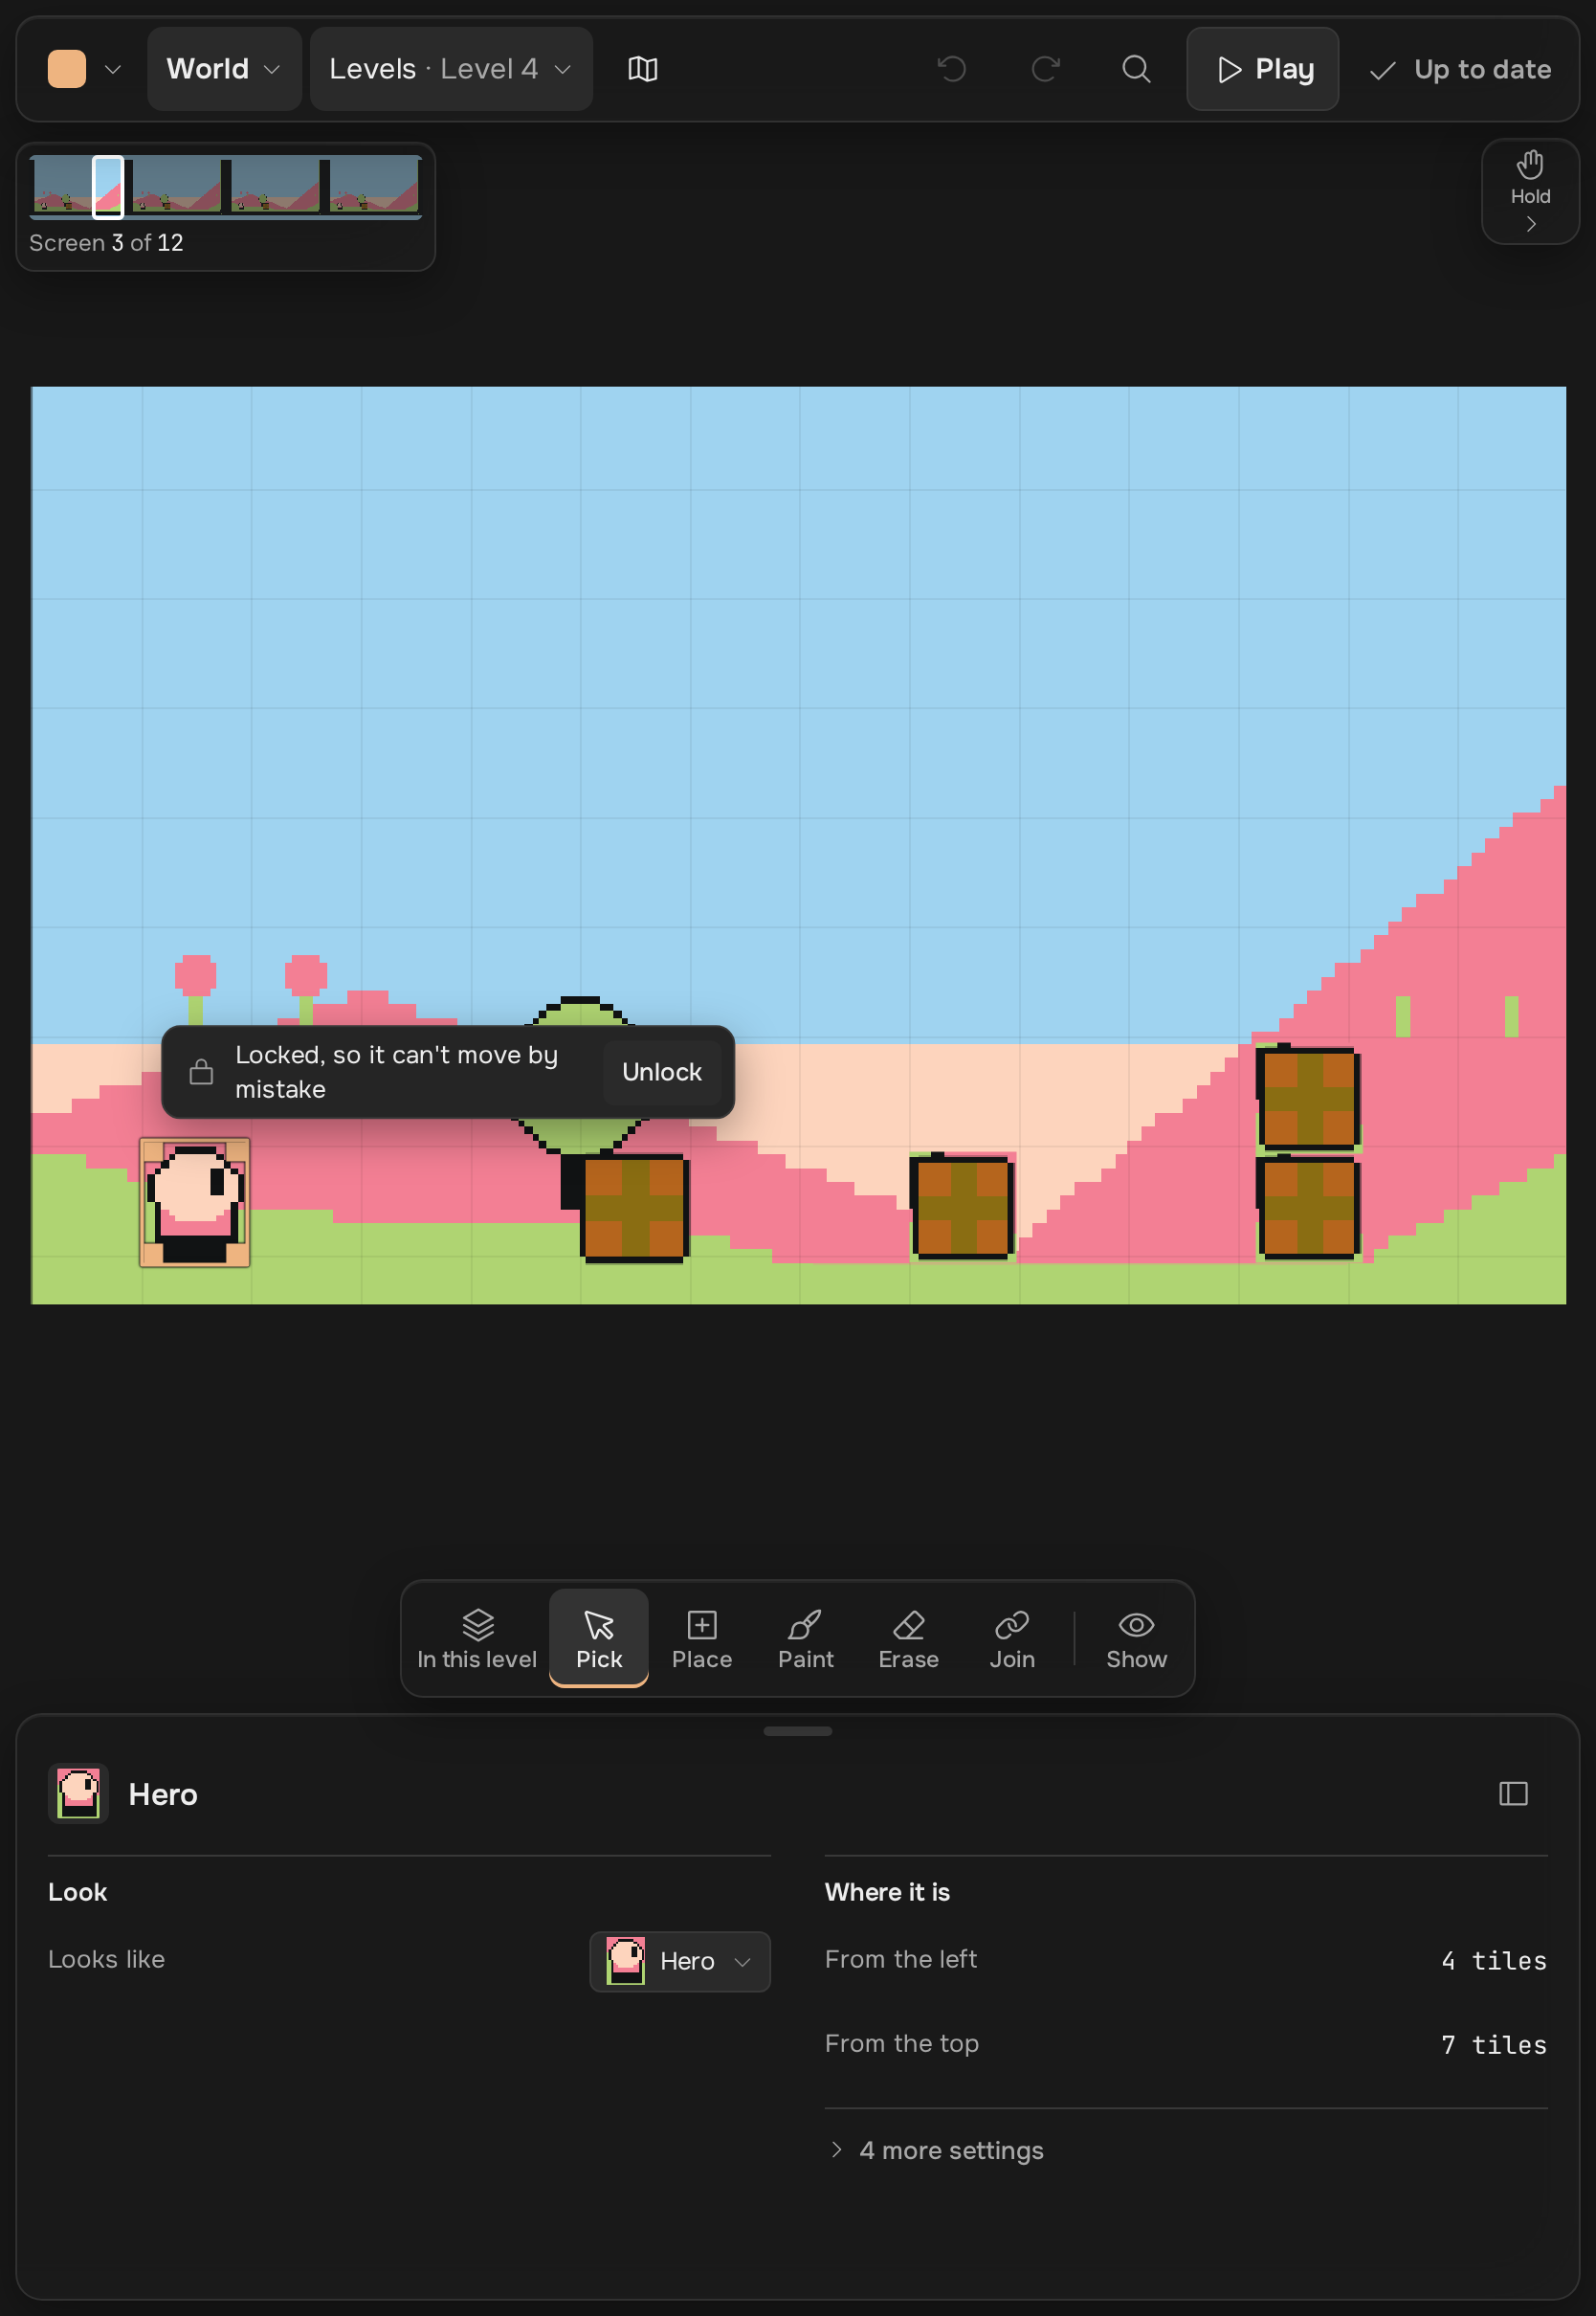 World
Levels · Level 4
Play
Up to date
Screen 3 of 12
Hold
Locked, so it can't move by
mistake
Unlock
In this level
Pick
Place
Paint
Erase
Join
Show
Hero
Look
Looks like
Hero
Where it is
From the left
4 tiles
From the top
7 tiles
4 more settings